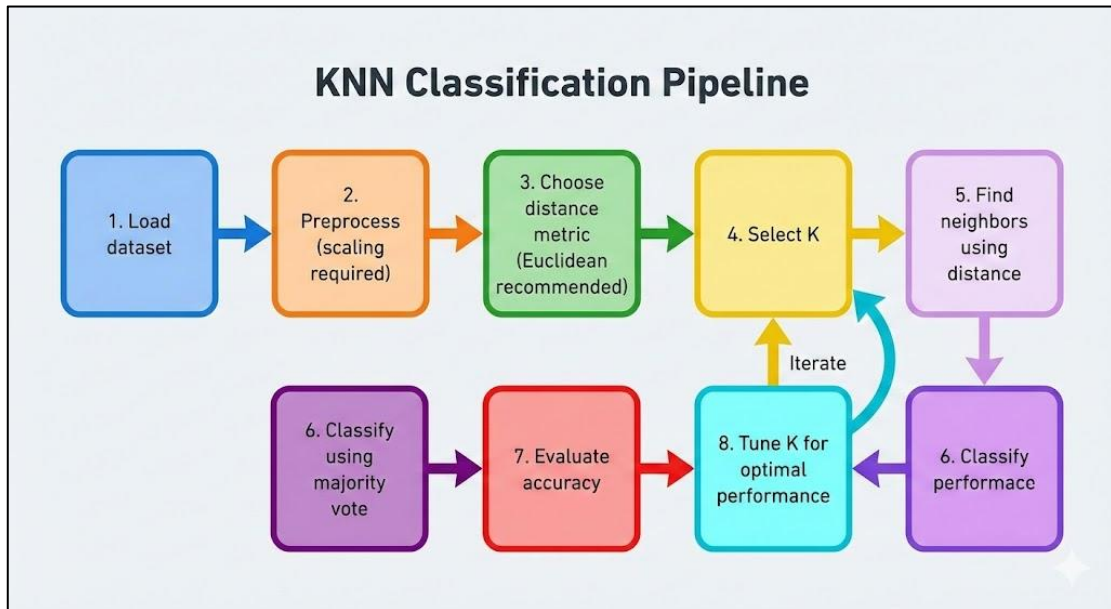 KNN Classification Pipeline
1. Load
dataset
2.
Preprocess
(scaling
required)
3. Choose
distance
metric
(Euclidean
recommended)
4. Select K
5. Find
neighbors
using
distance
Iterate
6. Classify
using
majority
vote
7. Evaluate
accuracy
8. Tune K for
optimal
performance
6. Classify
performace